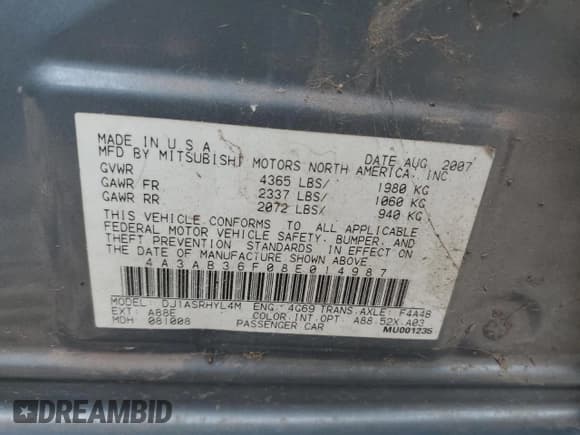 MADE IN U.S.A. DATE AUG. 2007
MFD BY MITSUBISHI MOTORS NORTH AMERICA, INC
GVWR 4365 LBS/ 1980 KG
GAWR FR 2337 LBS/ 1060 KG
GAWR RR 2072 LBS/ 940 KG
THIS VEHICLE CONFORMS TO ALL APPLICABLE
FEDERAL MOTOR VEHICLE SAFETY, BUMPER, AND
THEFT PREVENTION STANDARDS IN EFFECT ON
THE DATE OF MANUFACTURE SHOWN ABOVE
4A3AB36F08E014987
MODEL: DJ1ASRHYL4M ENG: 4G69 TRANS.AXLE: F4A4B
EXT: A88E COLOR.INT.OPT: A88.52X.A03
MDH: 081008 PASSENGER CAR MU001235
DREAMBID